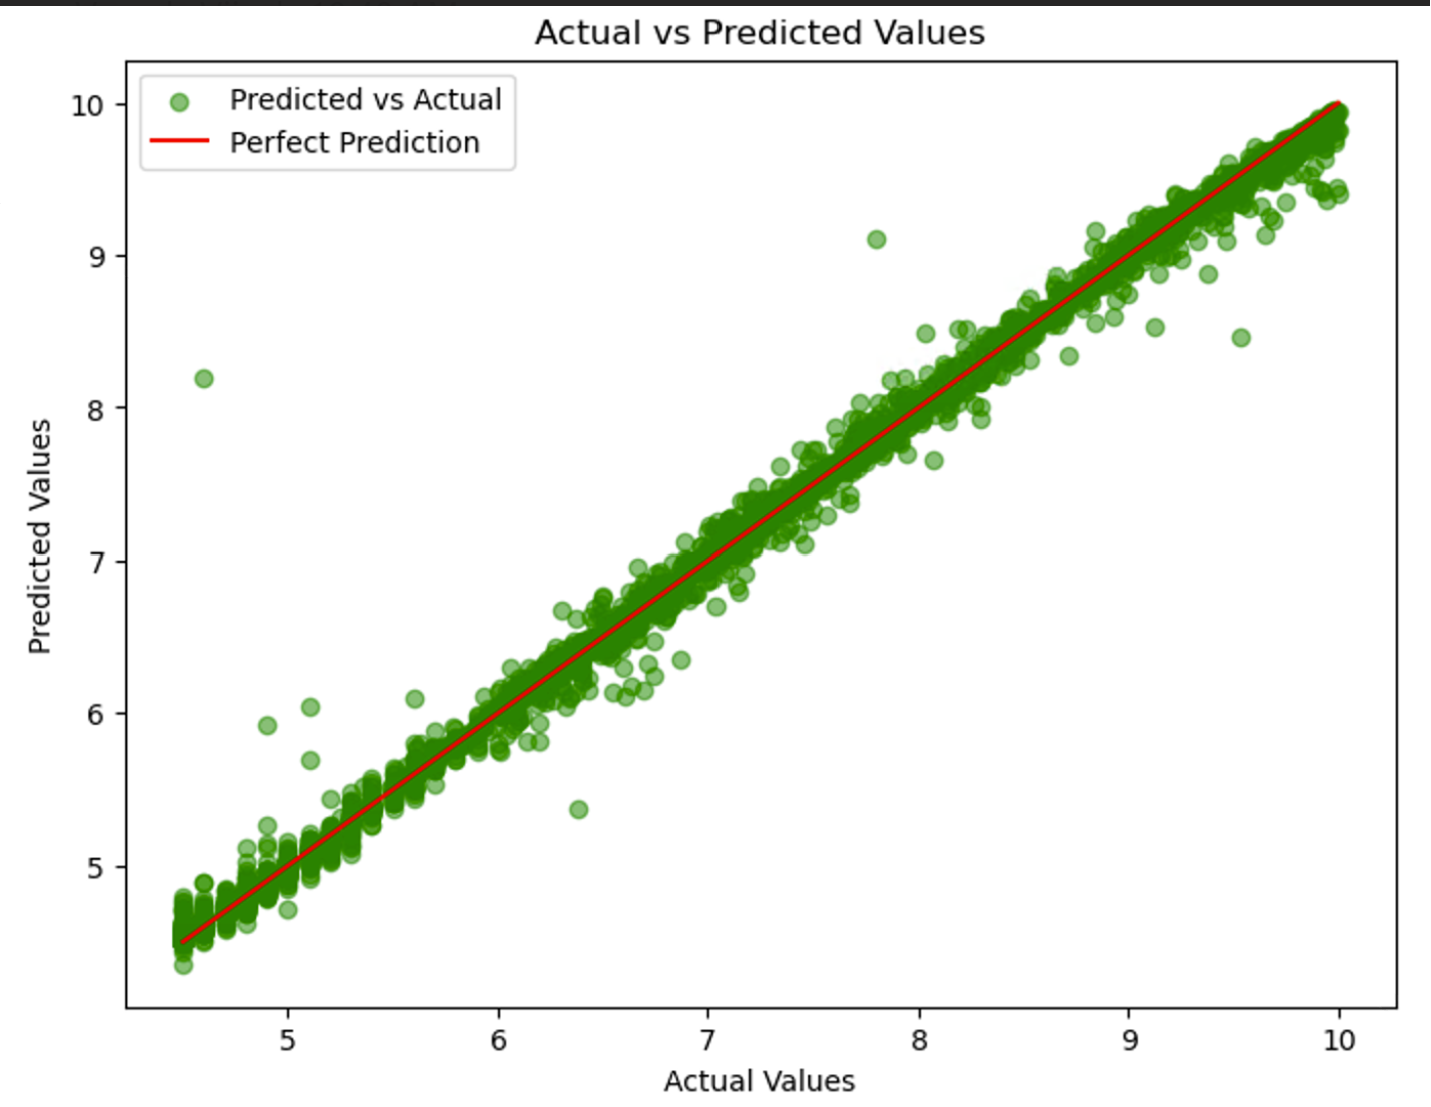 Actual vs Predicted Values
Predicted vs Actual
Perfect Prediction
10
9
8
7
6
5
Predicted Values
5 6 7 8 9 10
Actual Values